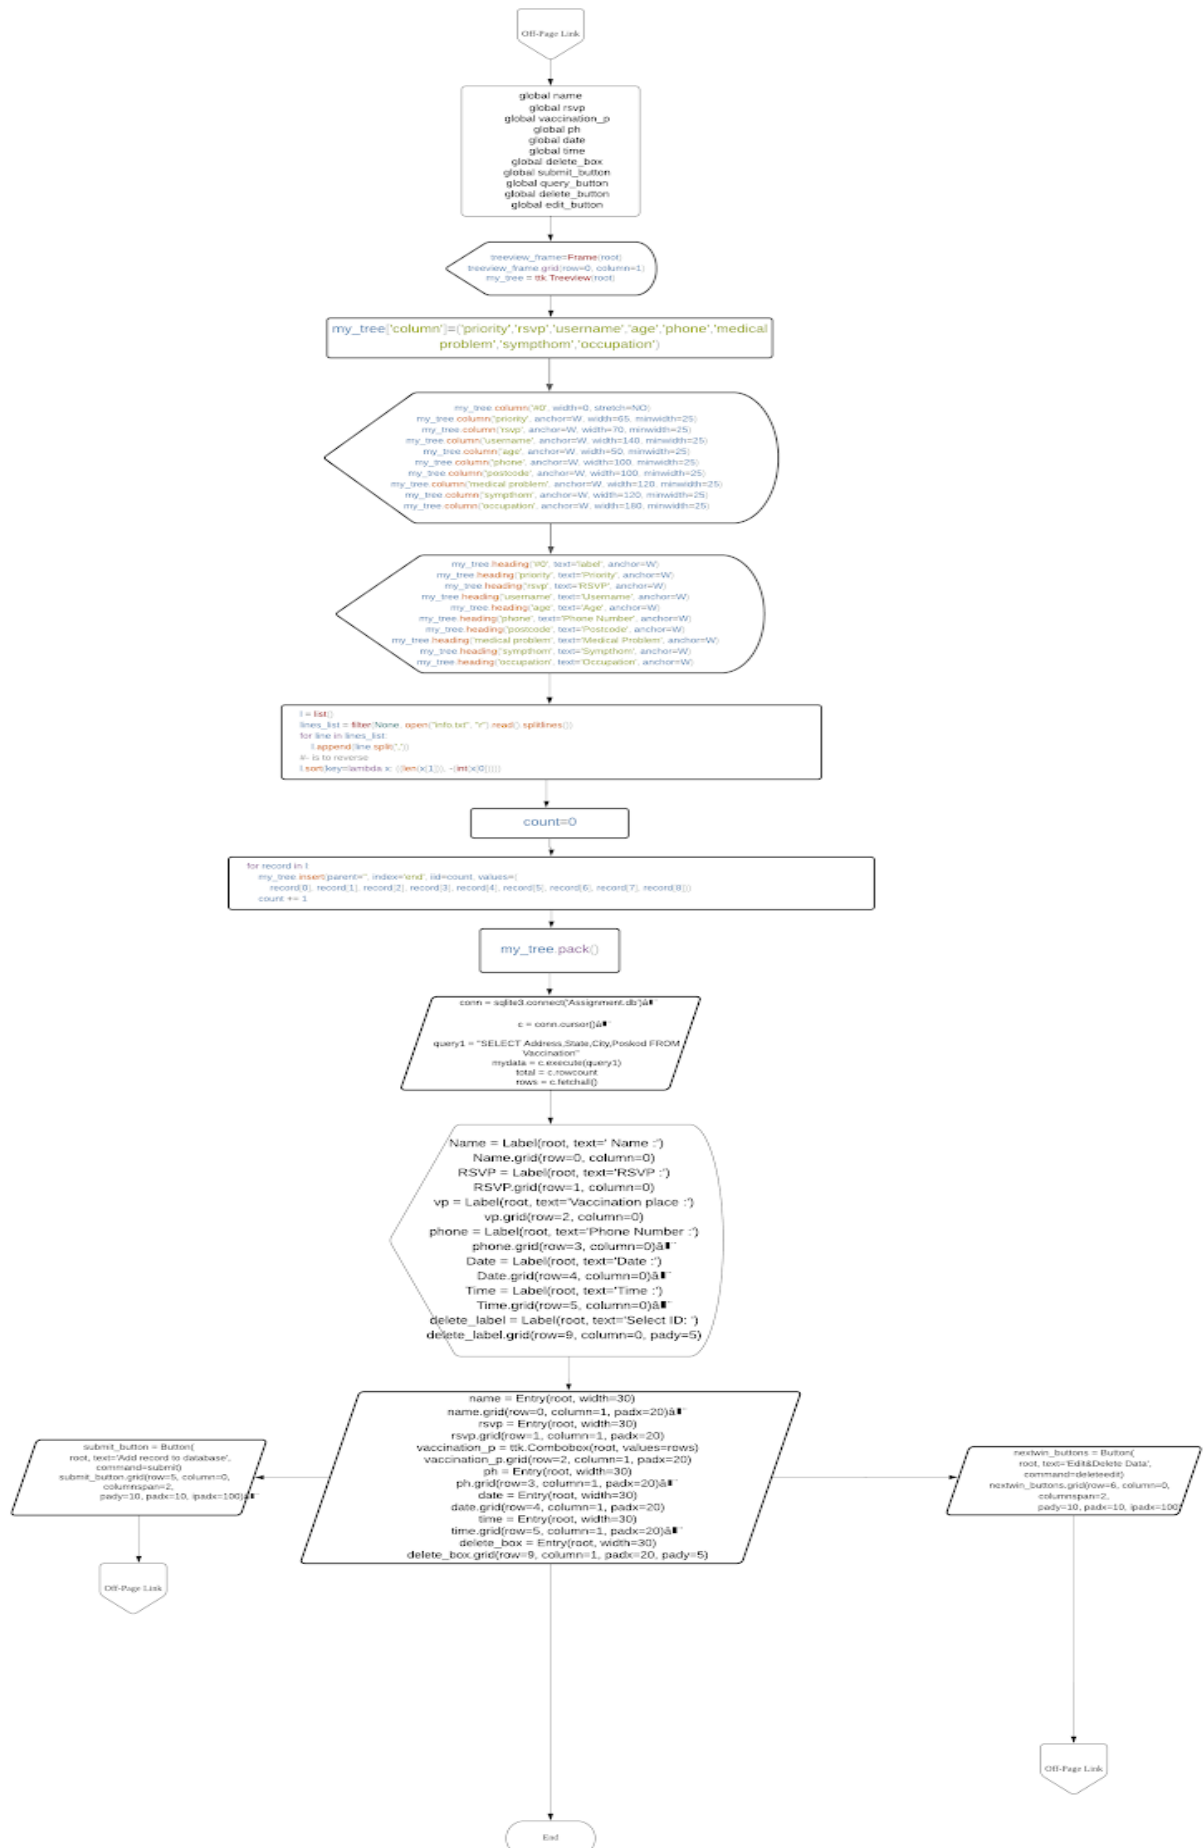 Off-Page Link
global name
global rsvp
global vaccination_p
global ph
global date
global time
global delete_box
global submit_button
global query_button
global delete_button
global edit_button
treeview_frame=Frame(root)
treeview_frame.grid(row=0, column=1)
my_tree = ttk.Treeview(root)
my_tree['column']=('priority','rsvp','username','age','phone','medical
problem','sympthom','occupation')
my_tree.column('#0', width=0, stretch=NO)
my_tree.column('priority', anchor=W, width=65, minwidth=25)
my_tree.column('rsvp', anchor=W, width=70, minwidth=25)
my_tree.column('username', anchor=W, width=140, minwidth=25)
my_tree.column('age', anchor=W, width=50, minwidth=25)
my_tree.column('phone', anchor=W, width=100, minwidth=25)
my_tree.column('postcode', anchor=W, width=100, minwidth=25)
my_tree.column('medical problem', anchor=W, width=120, minwidth=25)
my_tree.column('sympthom', anchor=W, width=120, minwidth=25)
my_tree.column('occupation', anchor=W, width=180, minwidth=25)
my_tree.heading('#0', text='label', anchor=W)
my_tree.heading('priority', text='Priority', anchor=W)
my_tree.heading('rsvp', text='RSVP', anchor=W)
my_tree.heading('username', text='Username', anchor=W)
my_tree.heading('age', text='Age', anchor=W)
my_tree.heading('phone', text='Phone Number', anchor=W)
my_tree.heading('postcode', text='Postcode', anchor=W)
my_tree.heading('medical problem', text='Medical Problem', anchor=W)
my_tree.heading('sympthom', text='Sympthom', anchor=W)
my_tree.heading('occupation', text='Occupation', anchor=W)
l = list()
lines_list = filter(None, open("info.txt", "r").read().splitlines())
for line in lines_list:
l.append(line.split(","))
#- is to reverse
l.sort(key=lambda x: ((len(x[1])), -(int(x[0]))))
count=0
for record in l:
my_tree.insert(parent='', index='end', iid=count, values=(
record[0], record[1], record[2], record[3], record[4], record[5], record[6], record[7], record[8]))
count += 1
my_tree.pack()
conn = sqlite3.connect('Assignment.db')
c = conn.cursor()
query1 = "SELECT Address,State,City,Poskod FROM
Vaccination"
mydata = c.execute(query1)
total = c.rowcount
rows = c.fetchall()
Name = Label(root, text=' Name :')
Name.grid(row=0, column=0)
RSVP = Label(root, text='RSVP :')
RSVP.grid(row=1, column=0)
vp = Label(root, text='Vaccination place :')
vp.grid(row=2, column=0)
phone = Label(root, text='Phone Number :')
phone.grid(row=3, column=0)
Date = Label(root, text='Date :')
Date.grid(row=4, column=0)
Time = Label(root, text='Time :')
Time.grid(row=5, column=0)
delete_label = Label(root, text='Select ID: ')
delete_label.grid(row=9, column=0, pady=5)
name = Entry(root, width=30)
name.grid(row=0, column=1, padx=20)
rsvp = Entry(root, width=30)
rsvp.grid(row=1, column=1, padx=20)
vaccination_p = ttk.Combobox(root, values=rows)
vaccination_p.grid(row=2, column=1, padx=20)
ph = Entry(root, width=30)
ph.grid(row=3, column=1, padx=20)
date = Entry(root, width=30)
date.grid(row=4, column=1, padx=20)
time = Entry(root, width=30)
time.grid(row=5, column=1, padx=20)
delete_box = Entry(root, width=30)
delete_box.grid(row=9, column=1, padx=20, pady=5)
submit_button = Button(
root, text='Add record to database',
command=submit)
submit_button.grid(row=5, column=0,
columnspan=2,
pady=10, padx=10, ipadx=100)
nextwin_buttons = Button(
root, text='Edit&Delete Data',
command=deleteedit)
nextwin_buttons.grid(row=6, column=0,
columnspan=2,
pady=10, padx=10, ipadx=100)
Off-Page Link
Off-Page Link
End